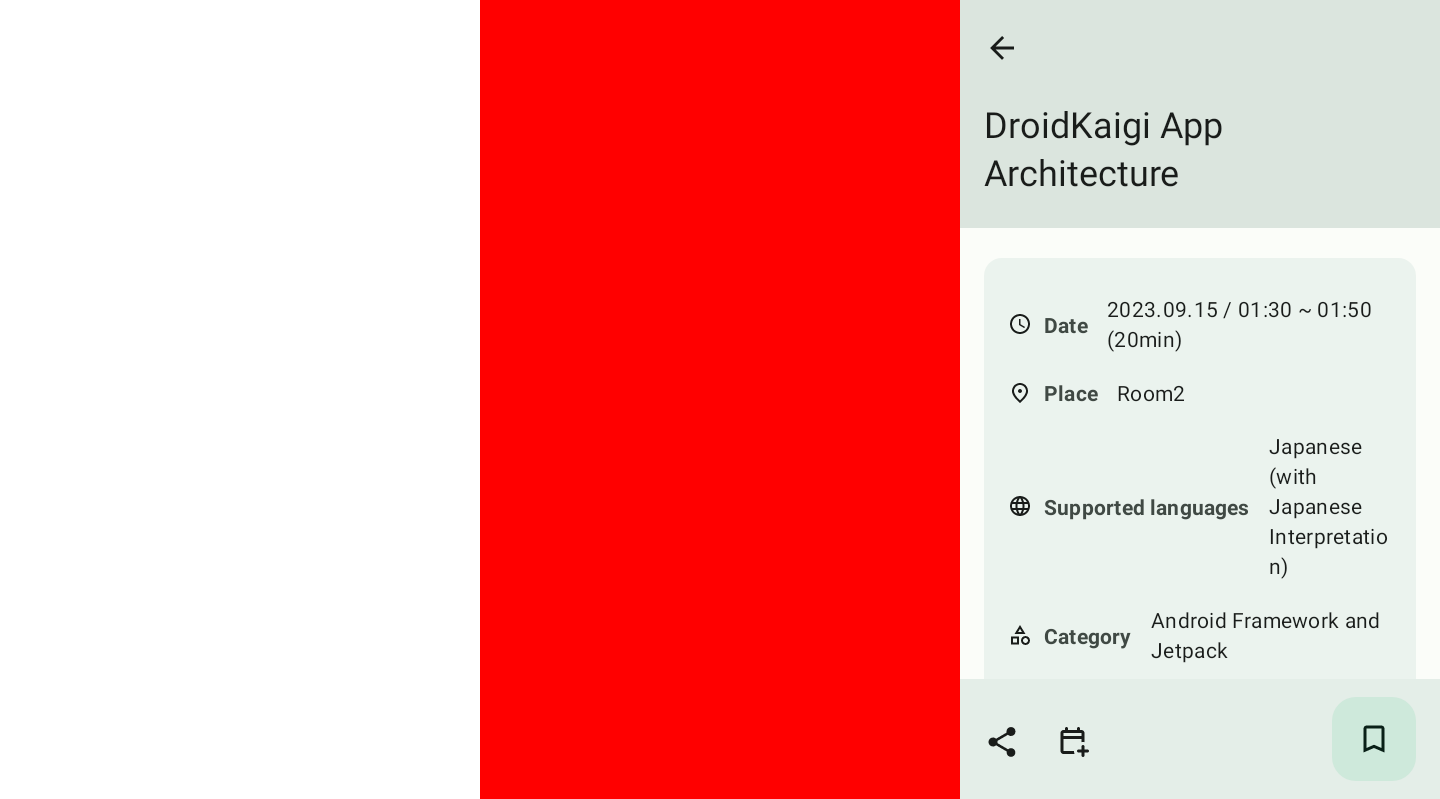 DroidKaigi App
Architecture
Date
2023.09.15 / 01:30 ~ 01:50
(20min)
Place
Room2
Supported languages
Japanese
(with
Japanese
Interpretatio
n)
Category
Android Framework and
Jetpack